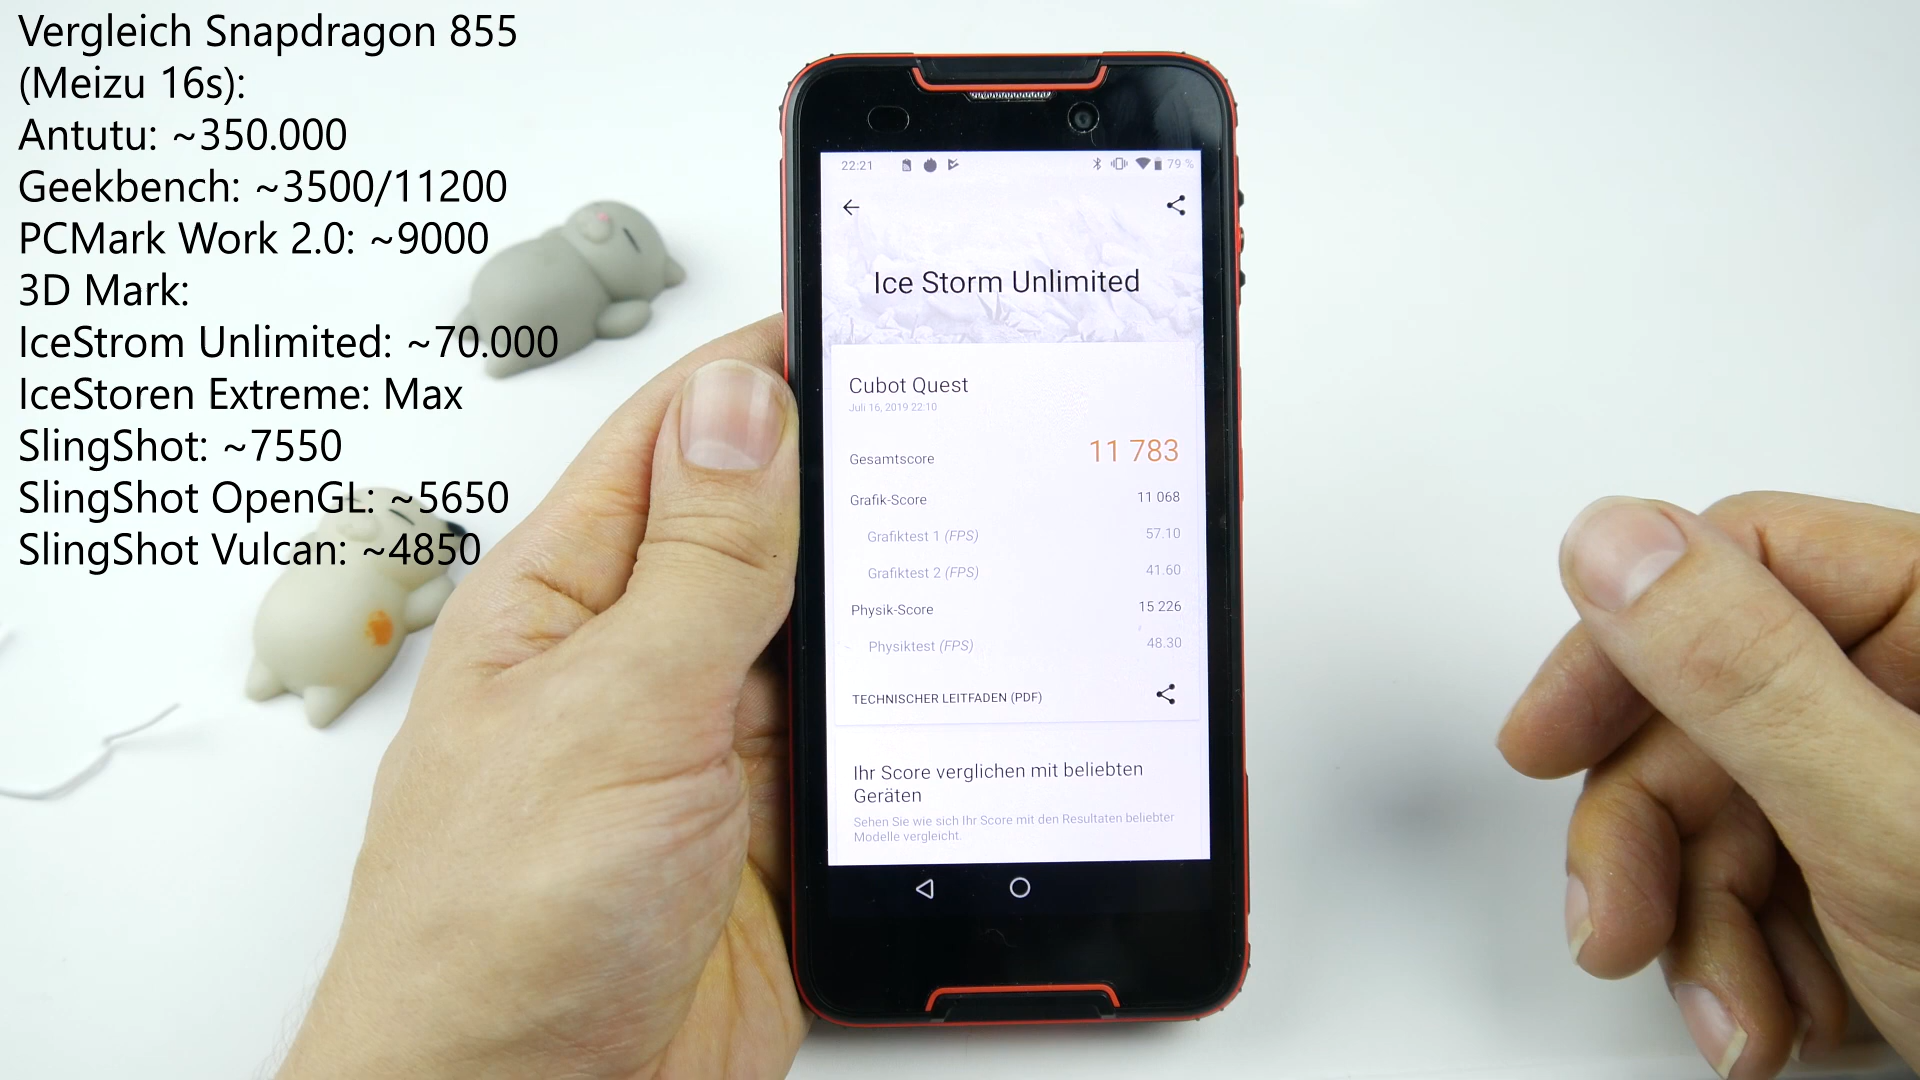 Vergleich Snapdragon 855
(Meizu 16s):
Antutu: ~350.000
Geekbench: ~3500/11200
PCMark Work 2.0: ~9000
3D Mark:
IceStrom Unlimited: ~70.000
IceStoren Extreme: Max
SlingShot: ~7550
SlingShot OpenGL: ~5650
SlingShot Vulcan: ~4850
22:21 79 %
Ice Storm Unlimited
Cubot Quest
Juli 16, 2019 22:10
Gesamtscore 11 783
Grafik-Score 11 068
Grafiktest 1 (FPS) 57.10
Grafiktest 2 (FPS) 41.60
Physik-Score 15 226
Physiktest (FPS) 48.30
TECHNISCHER LEITFADEN (PDF)
Ihr Score verglichen mit beliebten
Geräten
Sehen Sie wie sich Ihr Score mit den Resultaten beliebter
Modelle vergleicht.